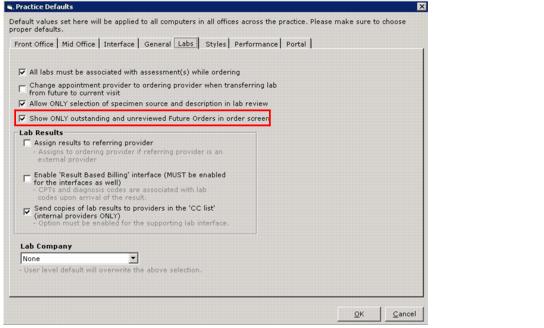 Practice Defaults
Default values set here will be applied to all computers in all offices across the practice. Please make sure to choose
proper defaults.
Front Office Mid Office Interface General Labs Styles Performance Portal
All labs must be associated with assessment(s) while ordering
Change appointment provider to ordering provider when transferring lab
from future to current visit
Allow ONLY selection of specimen source and description in lab review
Show ONLY outstanding and unreviewed Future Orders in order screen
Lab Results
Assign results to referring provider
- Assigns to ordering provider if referring provider is an
external provider
Enable 'Result Based Billing' interface (MUST be enabled
for the interfaces as well)
- CPTs and diagnosis codes are associated with lab
codes upon arrival of the result.
Send copies of lab results to providers in the 'CC list'
(internal providers ONLY)
- Option must be enabled for the supporting lab interface.
Lab Company
None
- User level default will overwrite the above selection.
OK Cancel